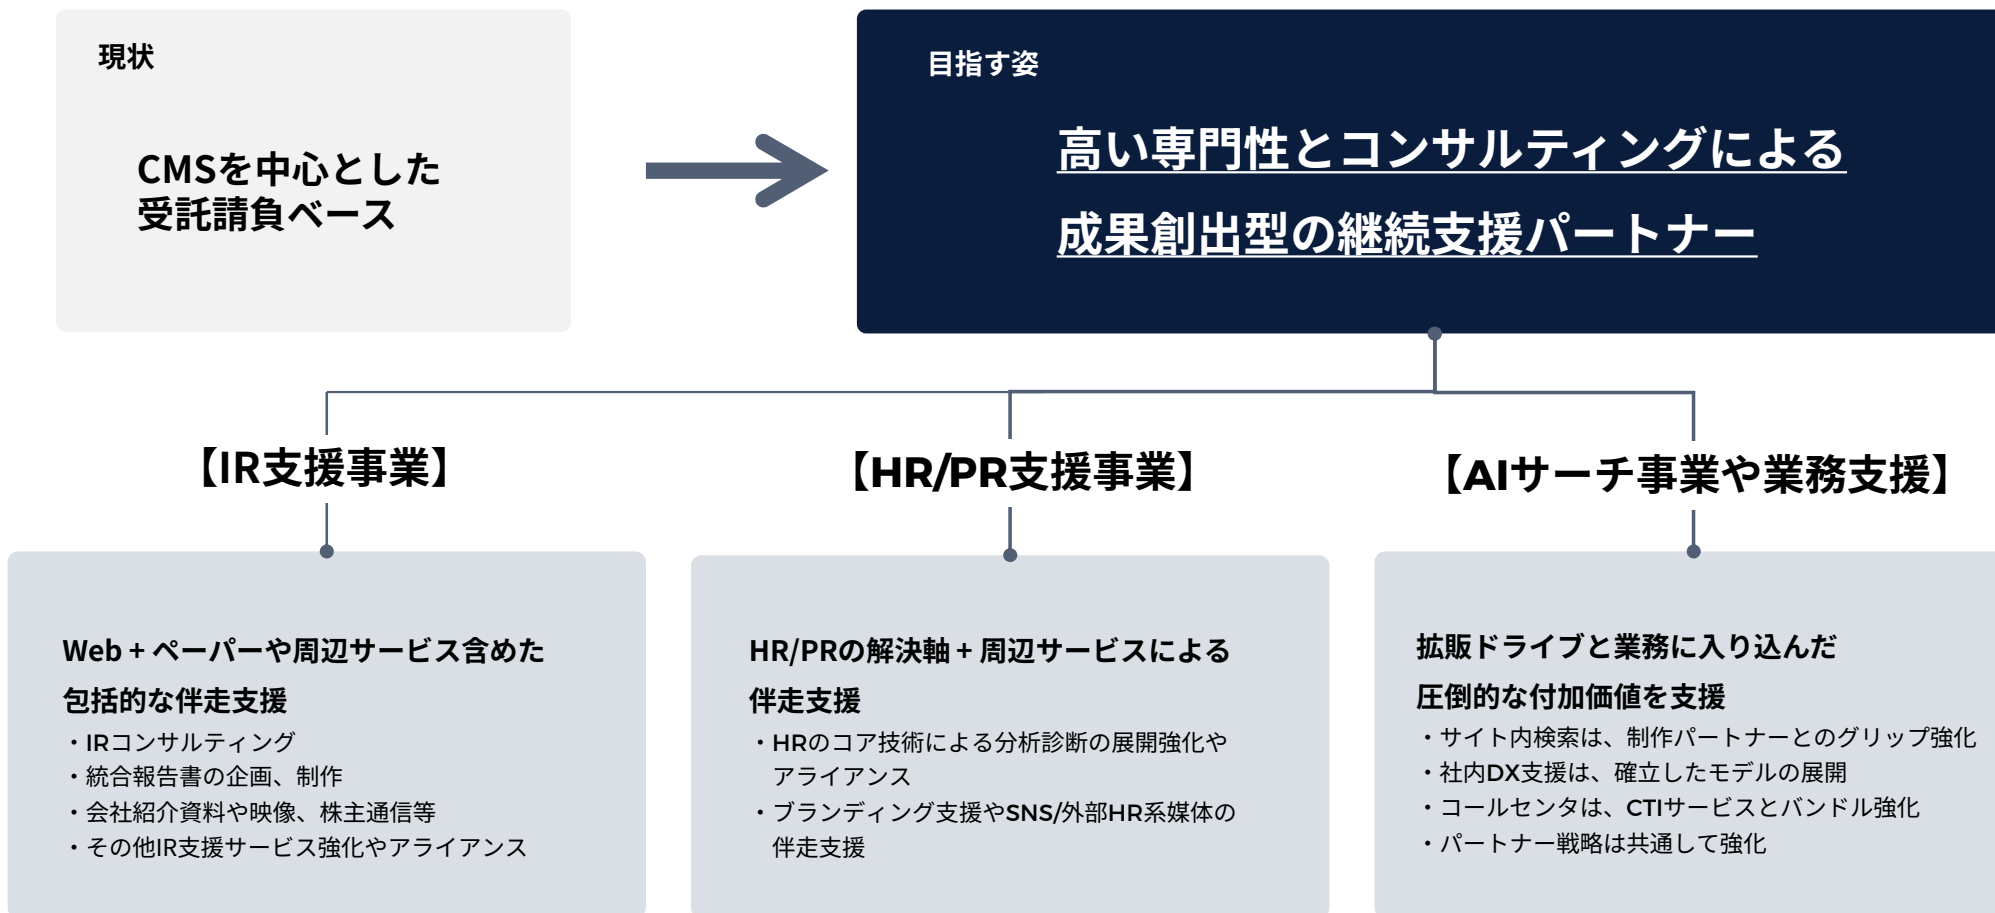 現状
CMSを中心とした
受託請負ベース
目指す姿
高い専門性とコンサルティングによる
成果創出型の継続支援パートナー
【IR支援事業】
Web + ペーパーや周辺サービス含めた
包括的な伴走支援
・IRコンサルティング
・統合報告書の企画、制作
・会社紹介資料や映像、株主通信等
・その他IR支援サービス強化やアライアンス
【HR/PR支援事業】
HR/PRの解決軸 + 周辺サービスによる
伴走支援
・HRのコア技術による分析診断の展開強化や
アライアンス
・ブランディング支援やSNS/外部HR系媒体の
伴走支援
【AIサーチ事業や業務支援】
拡販ドライブと業務に入り込んだ
圧倒的な付加価値を支援
・サイト内検索は、制作パートナーとのグリップ強化
・社内DX支援は、確立したモデルの展開
・コールセンタは、CTIサービスとバンドル強化
・パートナー戦略は共通して強化